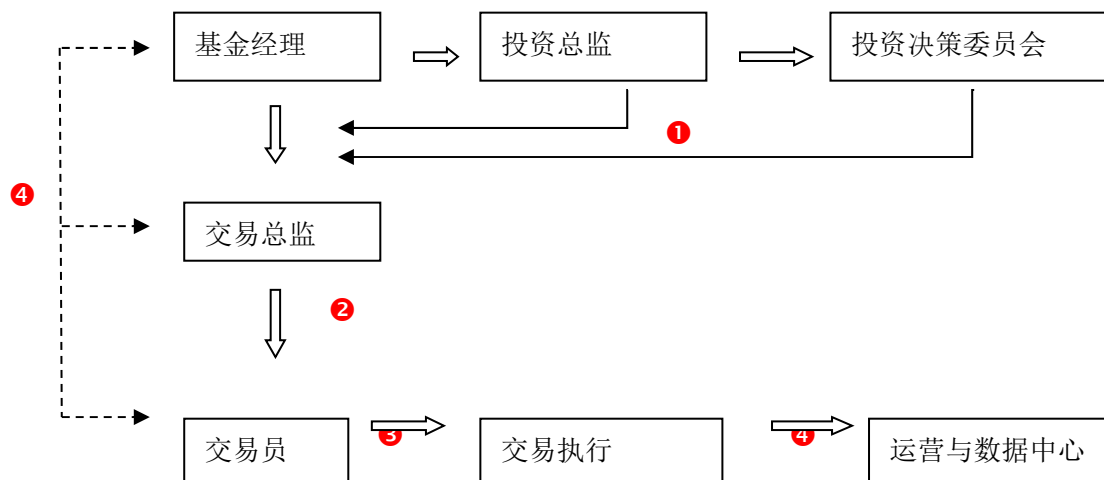 基金经理
投资总监
投资决策委员会
❶
❹
交易总监
❷
交易员
❸
交易执行
❹
运营与数据中心